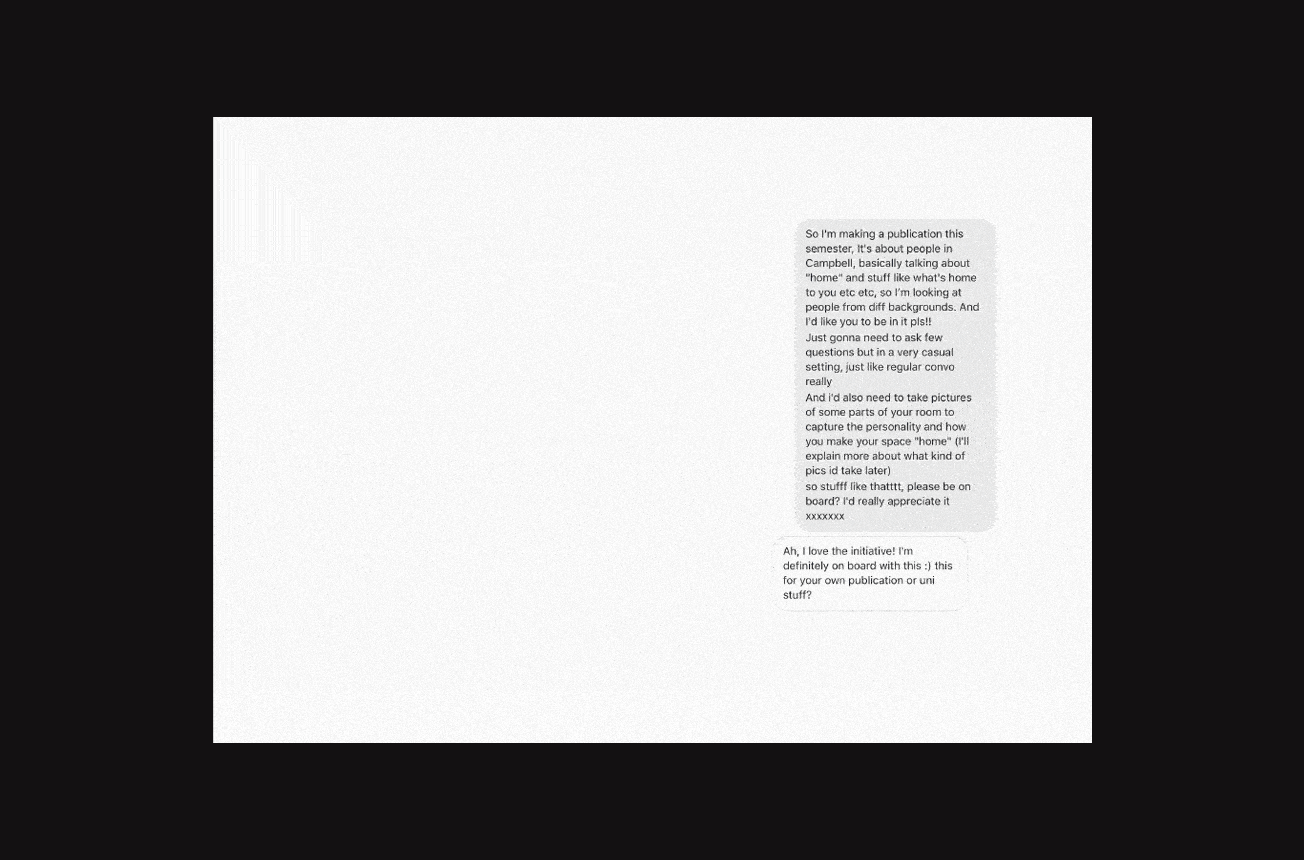 So I'm making a publication this
semester. It's about people in
Campbell, basically talking about
"home" and stuff like what's home
to you etc etc, so I'm looking at
people from diff backgrounds. And
I'd like you to be in it pls!!
Just gonna need to ask few
questions but in a very casual
setting, just like regular convo
really
And i'd also need to take pictures
of some parts of your room to
capture the personality and how
you make your space "home" (I'll
explain more about what kind of
pics id take later)
so stufff like thatttt, please be on
board? I'd really appreciate it
xxxxxxx
Ah, I love the initiative! I'm
definitely on board with this :) this
for your own publication or uni
stuff?